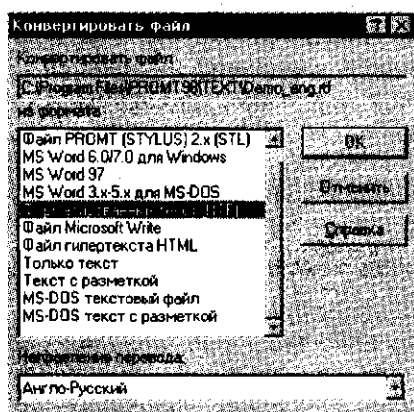 Конвертировать файл
Конвертировать файл
C:\Program Files\PROMT98\TEXT\Demo_eng.rtf
из формата
Файл PROMT (STYLUS) 2.x (STL)
MS Word 6.0/7.0 для Windows
MS Word 97
MS Word 3.x-5.x для MS-DOS
Файл Microsoft Write
Файл гипертекста HTML
Только текст
Текст с разметкой
MS-DOS текстовый файл
MS-DOS текст с разметкой
OK
Отменить
Справка
Направление перевода:
Англо-Русский